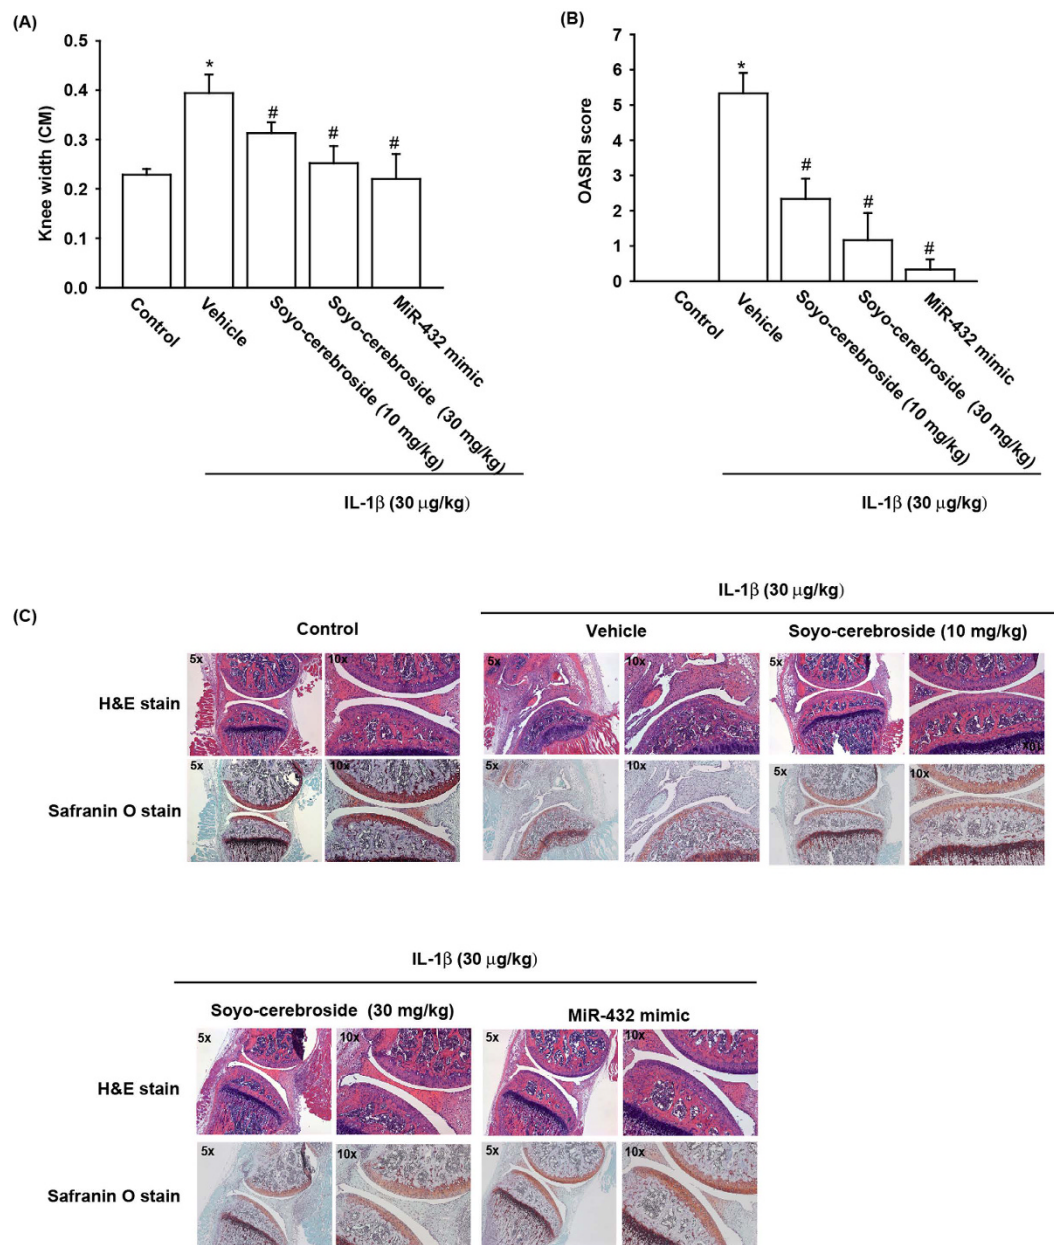 (A)
0.5
0.4
0.3
0.2
0.1
0.0
Knee width (CM)
*
#
#
#
Control
Vehicle
Soyo-cerebroside (10 mg/kg)
Soyo-cerebroside (30 mg/kg)
MiR-432 mimic
IL-1β (30 μg/kg)
(B)
7
6
5
4
3
2
1
0
OASRI score
*
#
#
#
Control
Vehicle
Soyo-cerebroside (10 mg/kg)
Soyo-cerebroside (30 mg/kg)
MiR-432 mimic
IL-1β (30 μg/kg)
(C)
IL-1β (30 μg/kg)
Control
Vehicle
Soyo-cerebroside (10 mg/kg)
H&E stain
5x
10x
5x
10x
5x
10x
Safranin O stain
5x
10x
5x
10x
5x
10x
IL-1β (30 μg/kg)
Soyo-cerebroside (30 mg/kg)
MiR-432 mimic
H&E stain
5x
10x
5x
10x
Safranin O stain
5x
10x
5x
10x